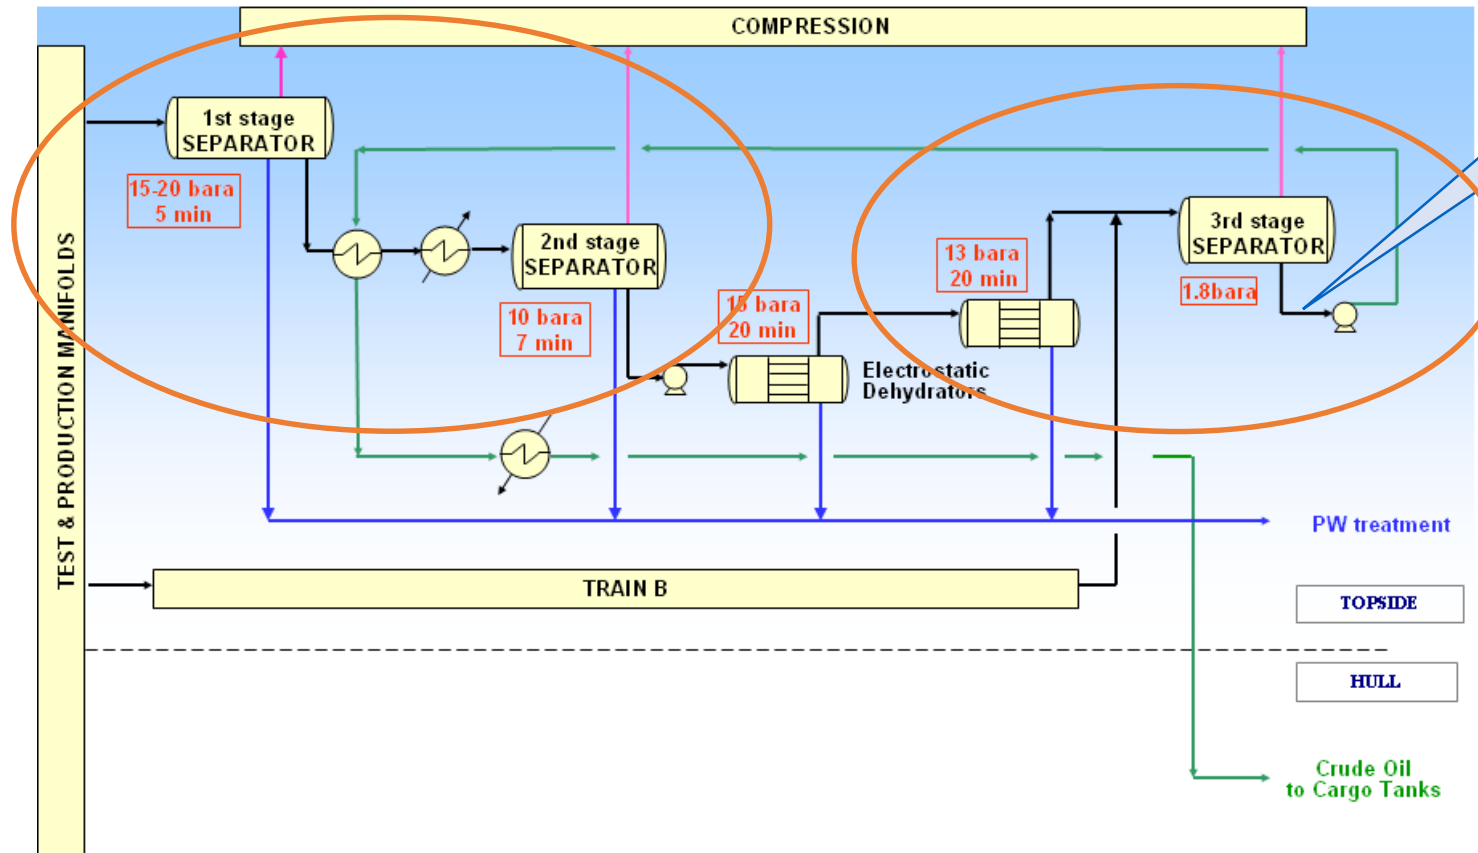 COMPRESSION
1st stage
SEPARATOR
15-20 bara
5 min
2nd stage
SEPARATOR
10 bara
7 min
15 bara
20 min
Electrostatic
Dehydrators
13 bara
20 min
3rd stage
SEPARATOR
1.8bara
TEST & PRODUCTION MANIFOLDS
PW treatment
TRAIN B
TOPSIDE
HULL
Crude Oil
to Cargo Tanks